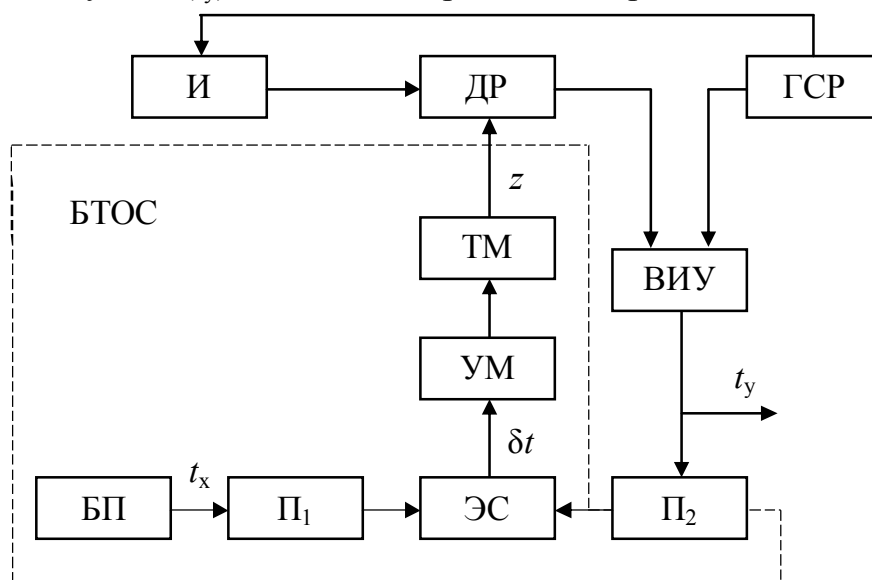 И ДР ГСР
z
БТОС
ТМ
ВИУ
УМ
tу
δt
tх
БП П1 ЭС П2